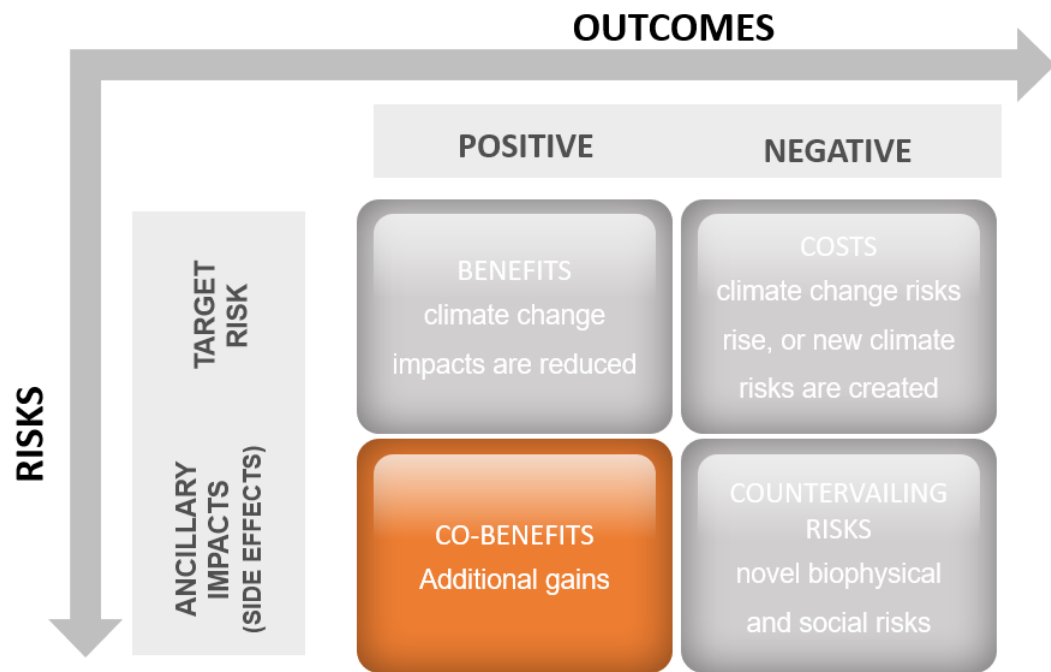 OUTCOMES
POSITIVE
NEGATIVE
RISKS
TARGET
RISK
BENEFITS
climate change
impacts are reduced
COSTS
climate change risks
rise, or new climate
risks are created
ANCILLARY
IMPACTS
(SIDE EFFECTS)
CO-BENEFITS
Additional gains
COUNTERVAILING
RISKS
novel biophysical
and social risks